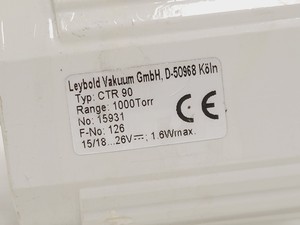 Leybold Vakuum GmbH, D-50968 Köln
Typ: CTR 90
Range: 1000Torr
No: 15931
F-No: 126
15/18...26V⎓; 1.6Wmax.
CE